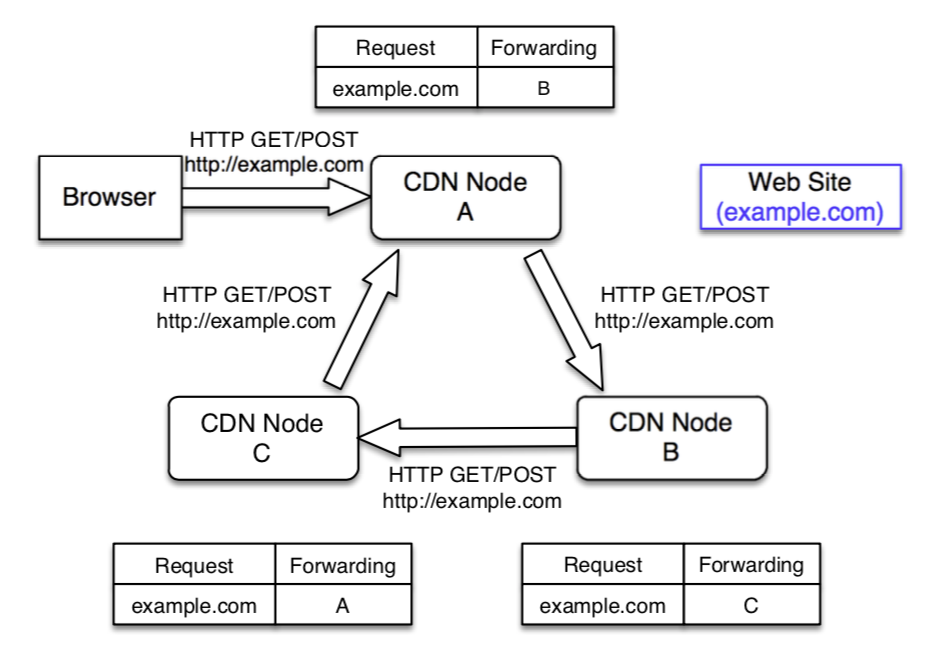 Request Forwarding
example.com B
HTTP GET/POST
http://example.com
Browser
CDN Node
A
Web Site
(example.com)
HTTP GET/POST
http://example.com
HTTP GET/POST
http://example.com
CDN Node
C
CDN Node
B
HTTP GET/POST
http://example.com
Request Forwarding
example.com A
Request Forwarding
example.com C